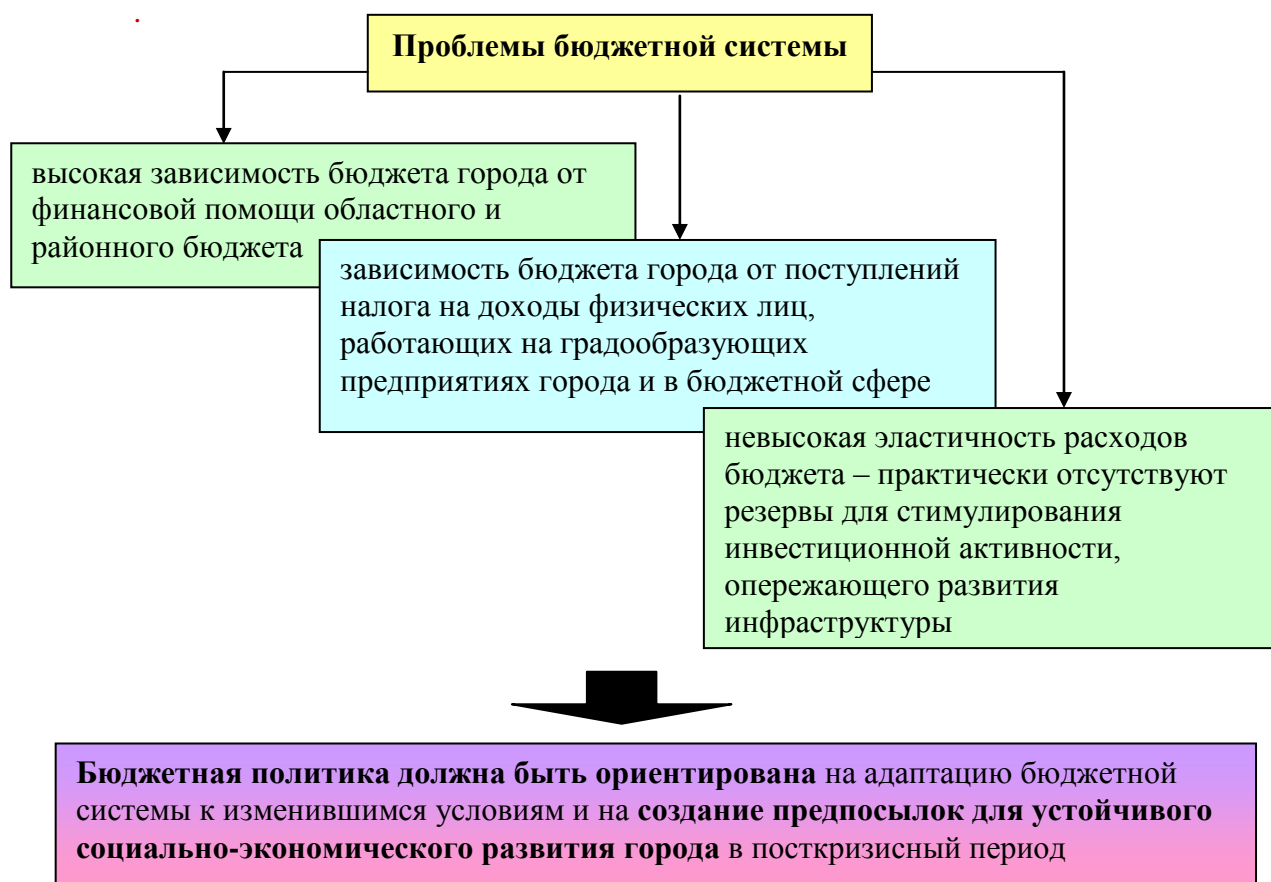 Проблемы бюджетной системы
высокая зависимость бюджета города от
финансовой помощи областного и
районного бюджета
зависимость бюджета города от поступлений
налога на доходы физических лиц,
работающих на градообразующих
предприятиях города и в бюджетной сфере
невысокая эластичность расходов
бюджета – практически отсутствуют
резервы для стимулирования
инвестиционной активности,
опережающего развития
инфраструктуры
Бюджетная политика должна быть ориентирована на адаптацию бюджетной
системы к изменившимся условиям и на создание предпосылок для устойчивого
социально-экономического развития города в посткризисный период